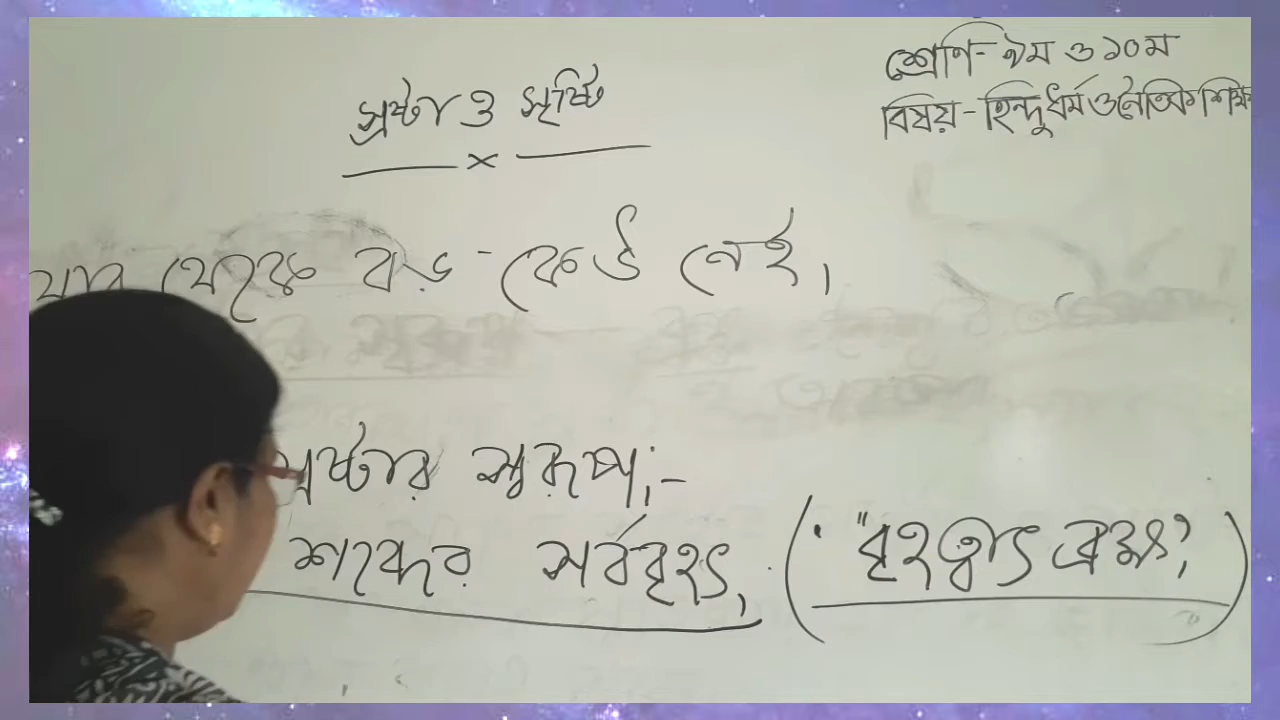 শ্রেণি- ৯ম ও ১০ম
বিষয় - হিন্দুধর্ম ও নৈতিক শিক্ষ
স্রষ্টা ও সৃষ্টি
যার থেকে বড় - কেউ নেই,
স্রষ্টার স্বরূপ:-
শব্দের সর্ববৃহৎ, ("বৃহত্বাৎ ব্রহ্ম")